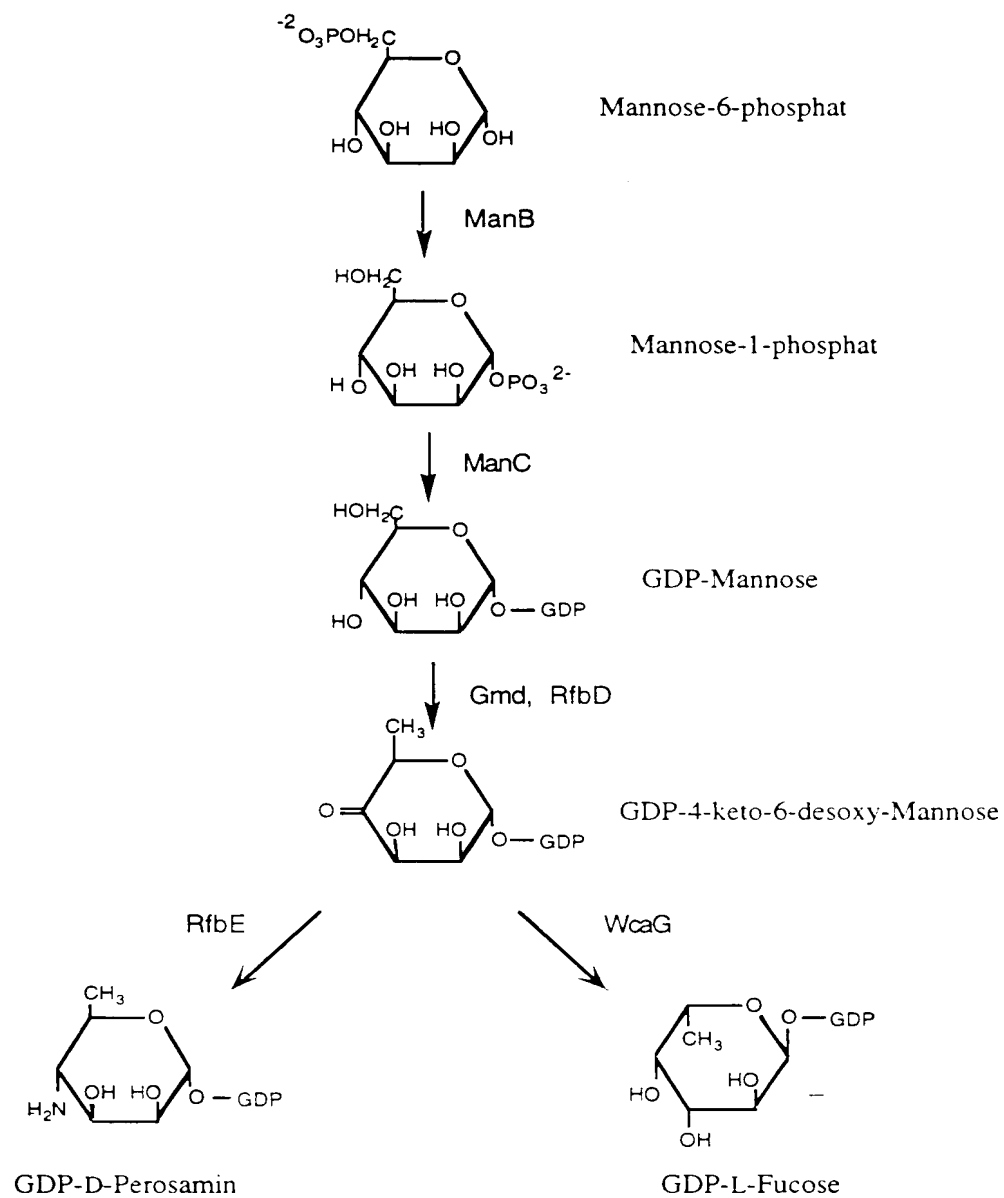 -2O3POH2C
O
HO OH HO OH
Mannose-6-phosphat
ManB
HOH2C
O
HO OH HO OPO3 2-
Mannose-1-phosphat
ManC
HOH2C
O
HO OH HO O—GDP
GDP-Mannose
Gmd, RfbD
CH3
O
O= OH HO O—GDP
GDP-4-keto-6-desoxy-Mannose
RfbE
WcaG
CH3
O
H2N OH HO O—GDP
O O—GDP
CH3
HO HO
OH
GDP-D-Perosamin
GDP-L-Fucose